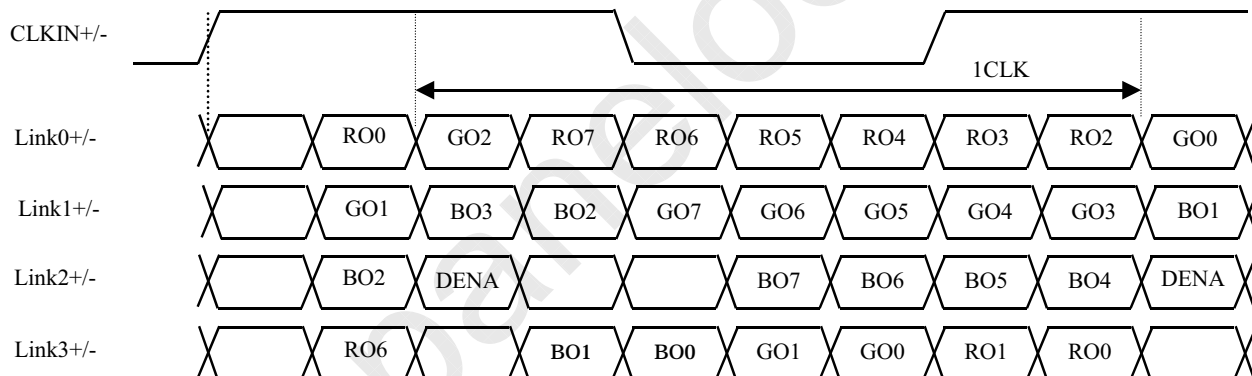 CLKIN+/-
1CLK
Link0+/- RO0 GO2 RO7 RO6 RO5 RO4 RO3 RO2 GO0
Link1+/- GO1 BO3 BO2 GO7 GO6 GO5 GO4 GO3 BO1
Link2+/- BO2 DENA BO7 BO6 BO5 BO4 DENA
Link3+/- RO6 BO1 BO0 GO1 GO0 RO1 RO0